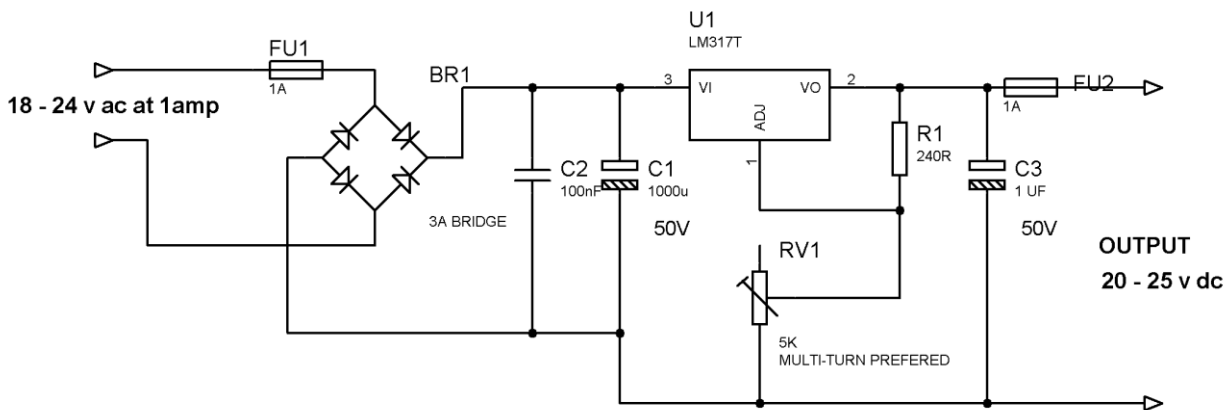 FU1
1A
18 - 24 v ac at 1amp
BR1
3A BRIDGE
C2
100nF
C1
1000u
50V
U1
LM317T
3
VI
VO
2
ADJ
1
R1
240R
RV1
5K
MULTI-TURN PREFERED
C3
1 UF
50V
FU2
1A
OUTPUT
20 - 25 v dc